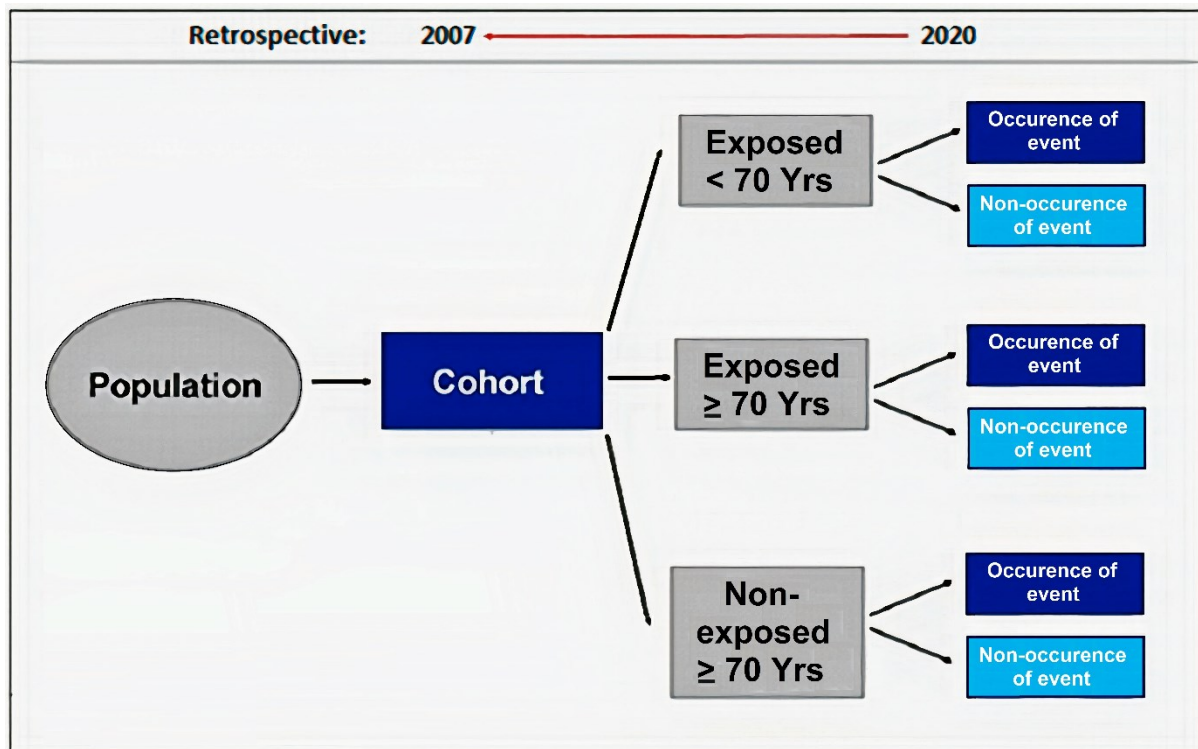 Retrospective: 2007 2020
Exposed
< 70 Yrs
Occurence of
event
Non-occurence
of event
Population
Cohort
Exposed
≥ 70 Yrs
Occurence of
event
Non-occurence
of event
Non-
exposed
≥ 70 Yrs
Occurence of
event
Non-occurence
of event